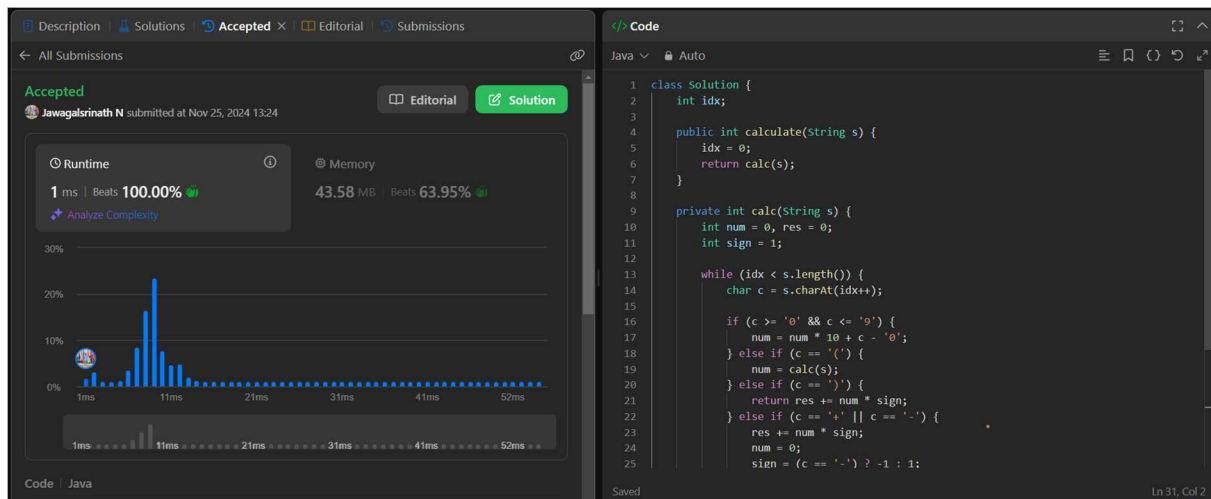 Description | Solutions | Accepted × | Editorial | Submissions
← All Submissions
Accepted
Jawagalsrinath N submitted at Nov 25, 2024 13:24
Editorial
Solution
Runtime
1 ms | Beats 100.00%
Analyze Complexity
Memory
43.58 MB | Beats 63.95%
30%
20%
10%
0%
1ms 11ms 21ms 31ms 41ms 52ms
1ms 11ms 21ms 31ms 41ms 52ms
Code | Java
</> Code
Java Auto
1 class Solution {
2 int idx;
3
4 public int calculate(String s) {
5 idx = 0;
6 return calc(s);
7 }
8
9 private int calc(String s) {
10 int num = 0, res = 0;
11 int sign = 1;
12
13 while (idx < s.length()) {
14 char c = s.charAt(idx++);
15
16 if (c >= '0' && c <= '9') {
17 num = num * 10 + c - '0';
18 } else if (c == '(') {
19 num = calc(s);
20 } else if (c == ')') {
21 return res += num * sign;
22 } else if (c == '+' || c == '-') {
23 res += num * sign;
24 num = 0;
25 sign = (c == '-') ? -1 : 1;
Saved
Ln 31, Col 2